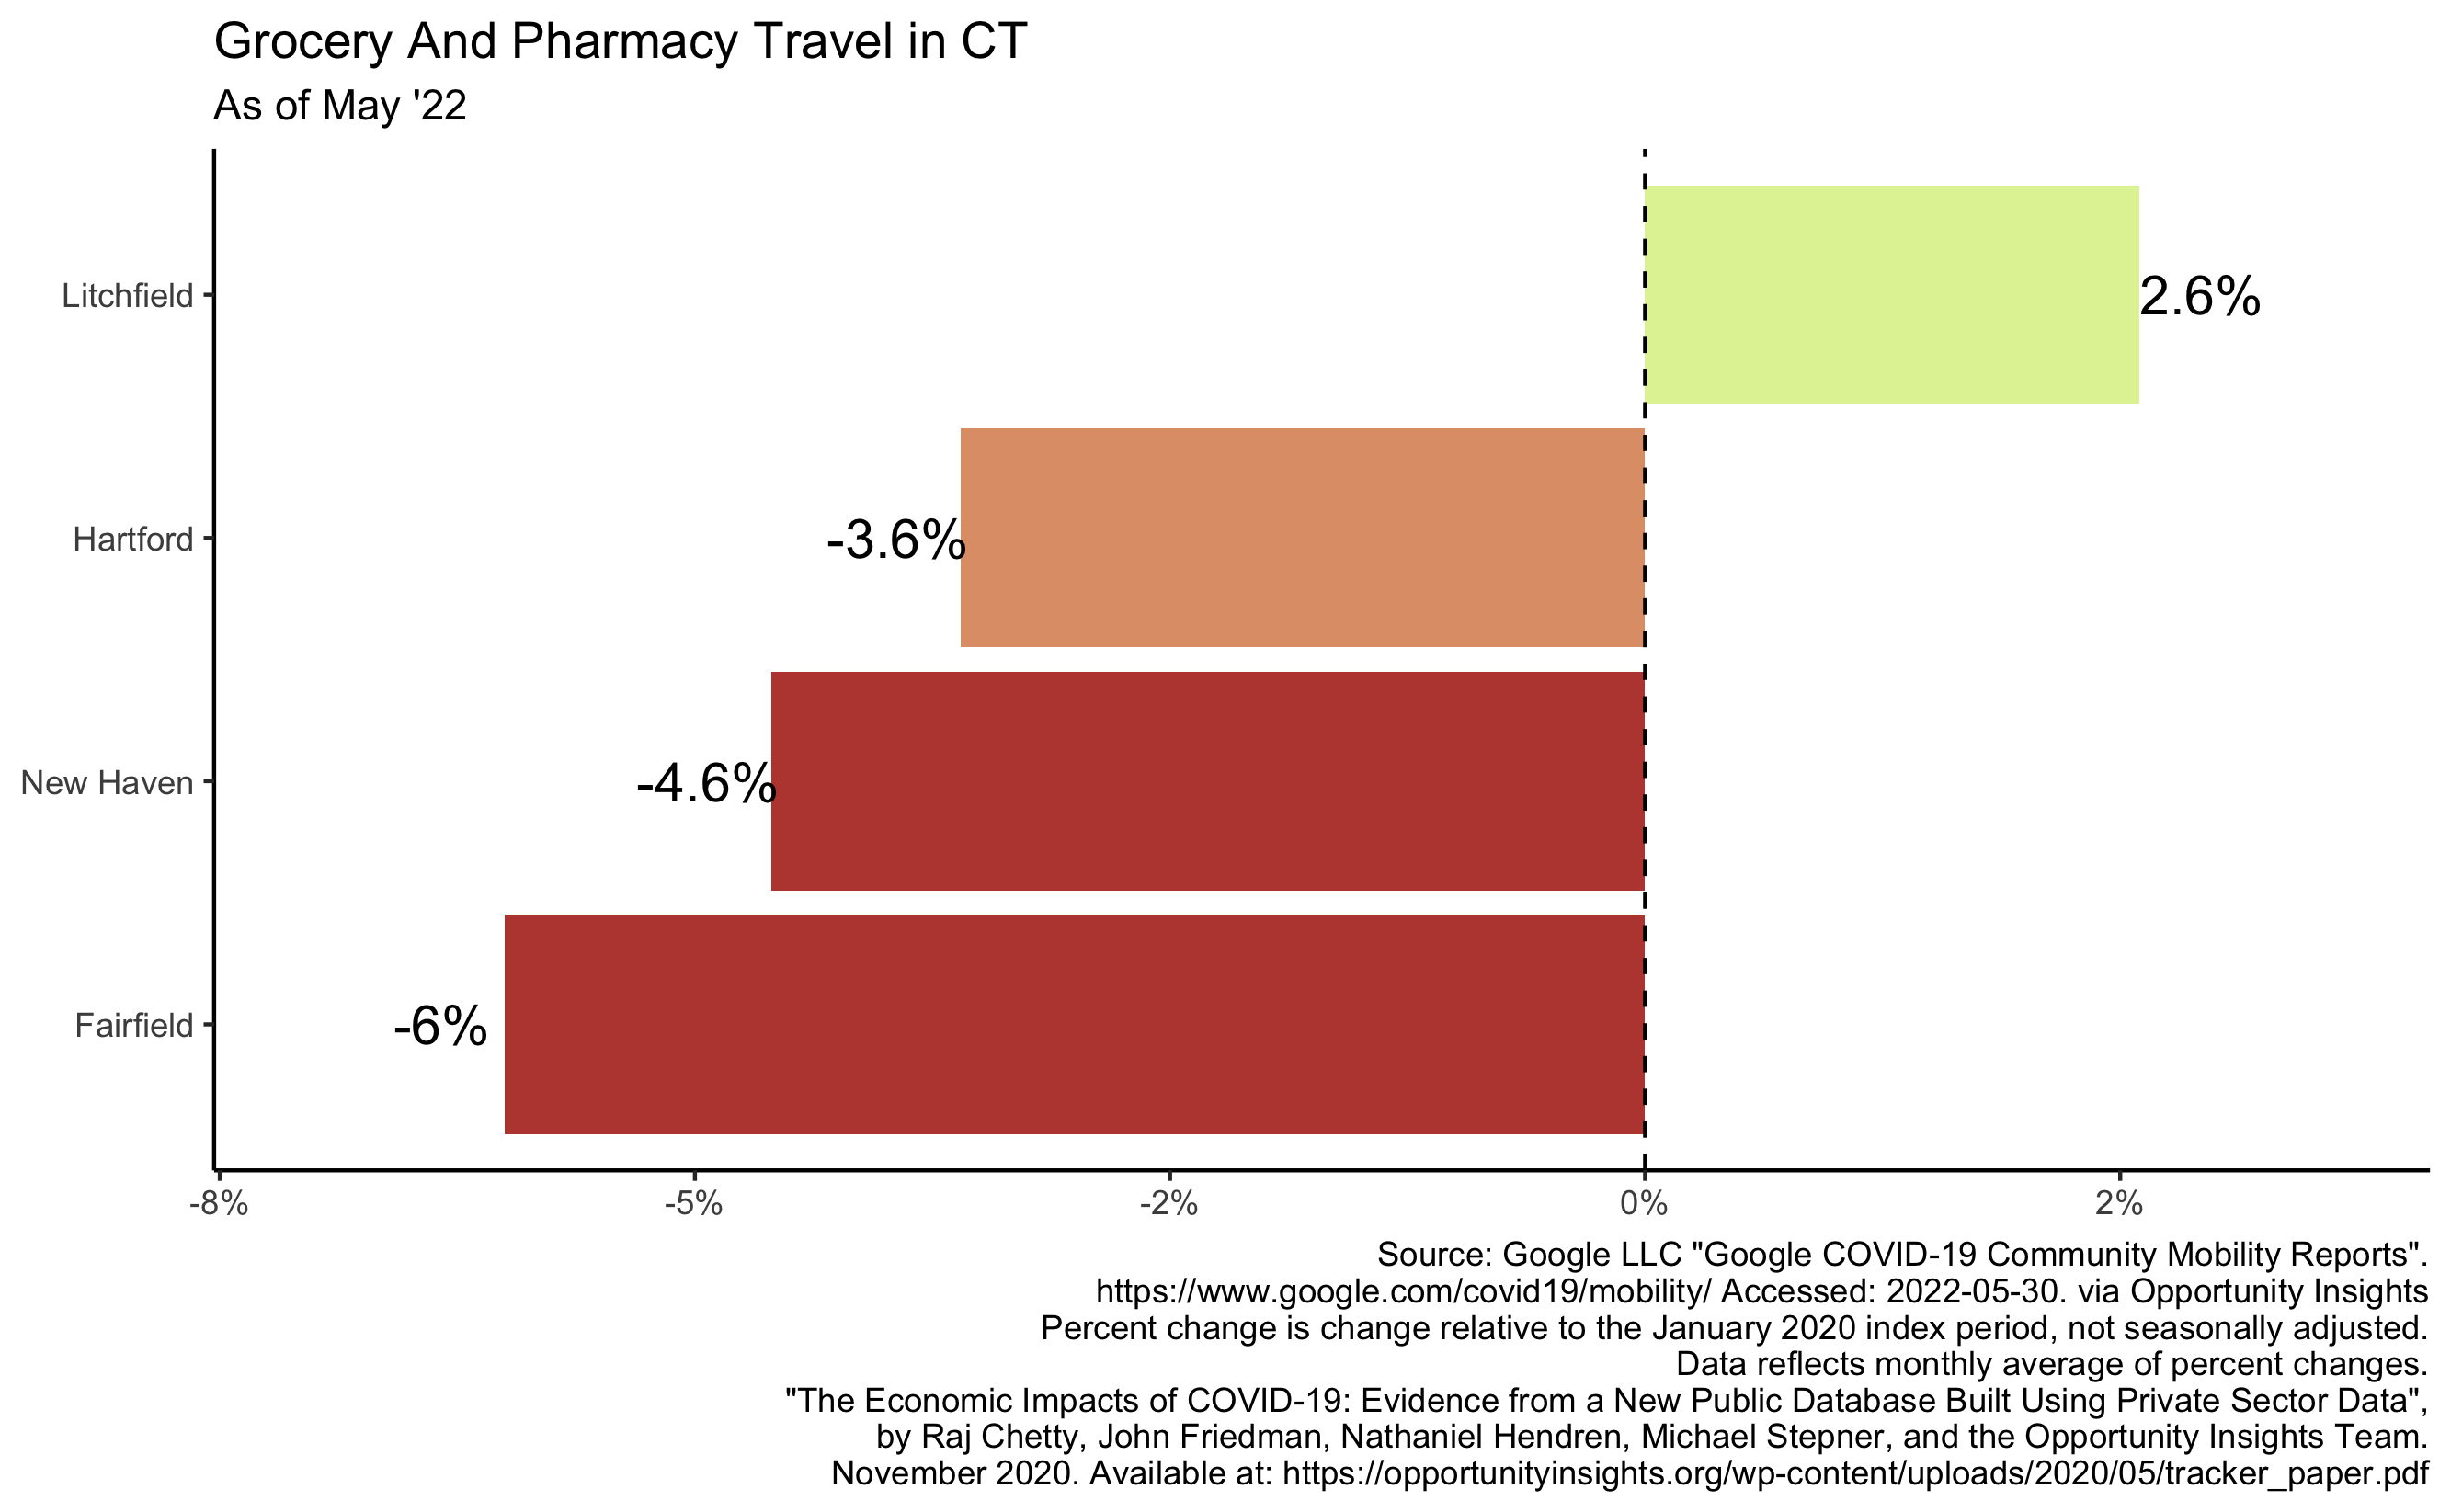 Grocery And Pharmacy Travel in CT
As of May '22
Litchfield
2.6%
Hartford
-3.6%
New Haven
-4.6%
Fairfield
-6%
-8%
-5%
-2%
0%
2%
Source: Google LLC "Google COVID-19 Community Mobility Reports".
https://www.google.com/covid19/mobility/ Accessed: 2022-05-30. via Opportunity Insights
Percent change is change relative to the January 2020 index period, not seasonally adjusted.
Data reflects monthly average of percent changes.
"The Economic Impacts of COVID-19: Evidence from a New Public Database Built Using Private Sector Data",
by Raj Chetty, John Friedman, Nathaniel Hendren, Michael Stepner, and the Opportunity Insights Team.
November 2020. Available at: https://opportunityinsights.org/wp-content/uploads/2020/05/tracker_paper.pdf